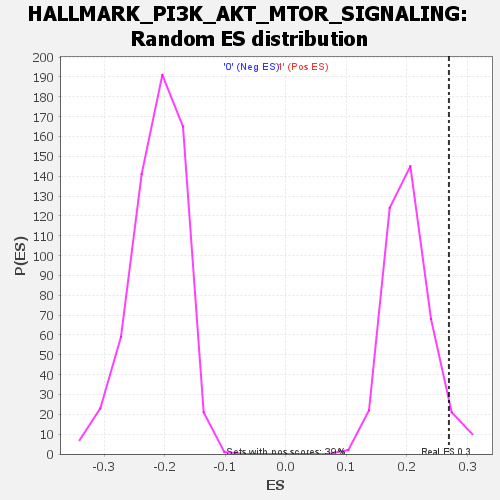 HALLMARK_PI3K_AKT_MTOR_SIGNALING:
Random ES distribution
'0' (Neg ES) (Pos ES)
P(ES)
200
190
180
170
160
150
140
130
120
110
100
90
80
70
60
50
40
30
20
10
0
Sets with pos scores: 39%
Real ES 0.3
-0.3 -0.2 -0.1 0.0 0.1 0.2 0.3
ES